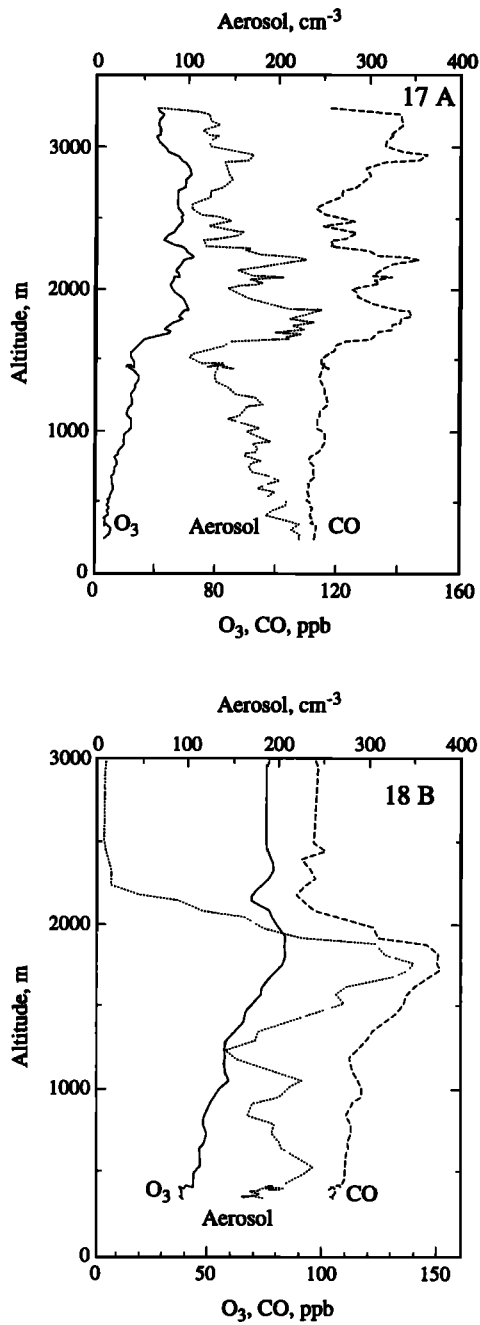 Aerosol, cm-3
0 100 200 300 400
17 A
3000
2000
1000
0
Altitude, m
O3 Aerosol CO
0 80 120 160
O3, CO, ppb
Aerosol, cm-3
0 100 200 300 400
3000
18 B
2000
1000
0
Altitude, m
O3 CO
Aerosol
0 50 100 150
O3, CO, ppb